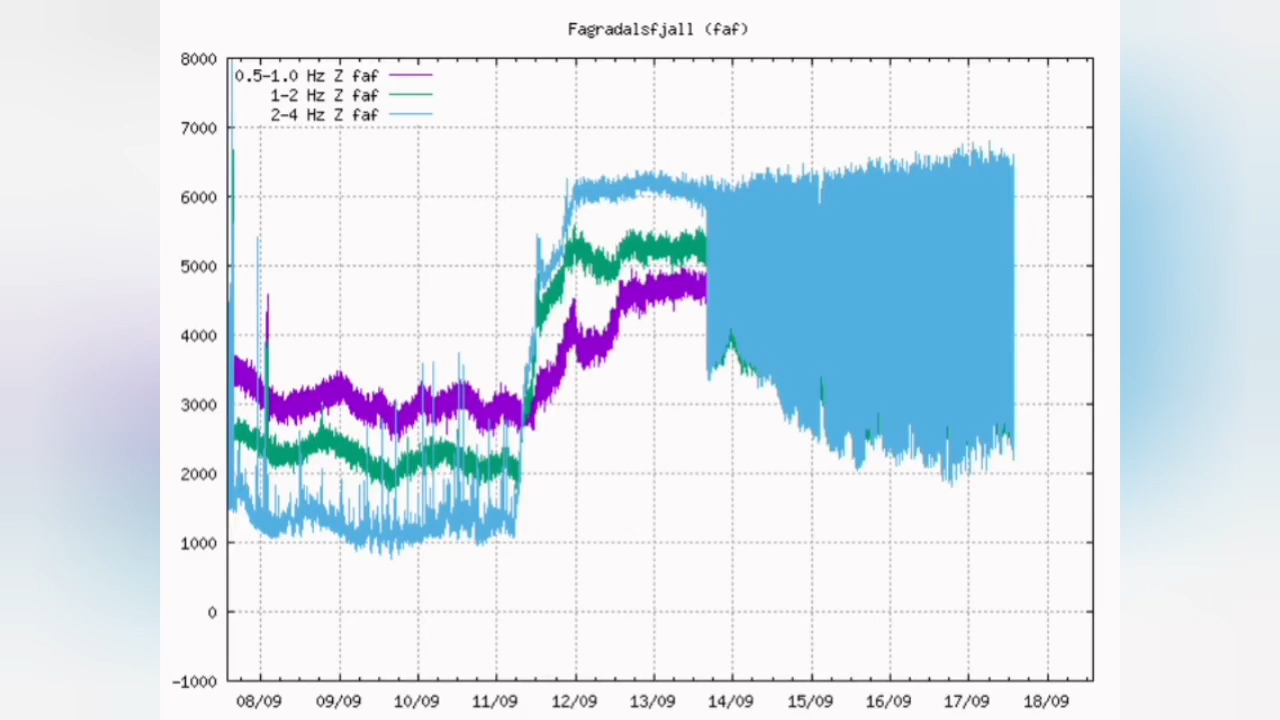 Fagradalsfjall (faf)
0.5-1.0 Hz Z faf
1-2 Hz Z faf
2-4 Hz Z faf
8000
7000
6000
5000
4000
3000
2000
1000
0
-1000
08/09 09/09 10/09 11/09 12/09 13/09 14/09 15/09 16/09 17/09 18/09